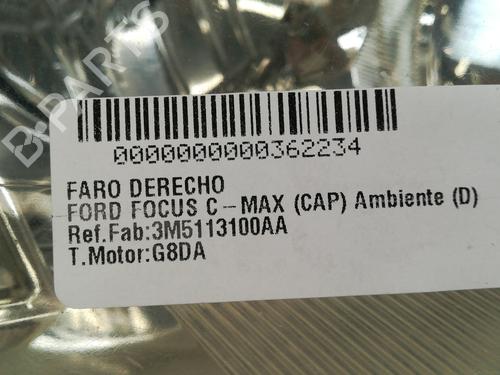 B-PARTS
0000000000362234
FARO DERECHO
FORD FOCUS C-MAX (CAP) Ambiente (D)
Ref.Fab:3M5113100AA
T.Motor:G8DA